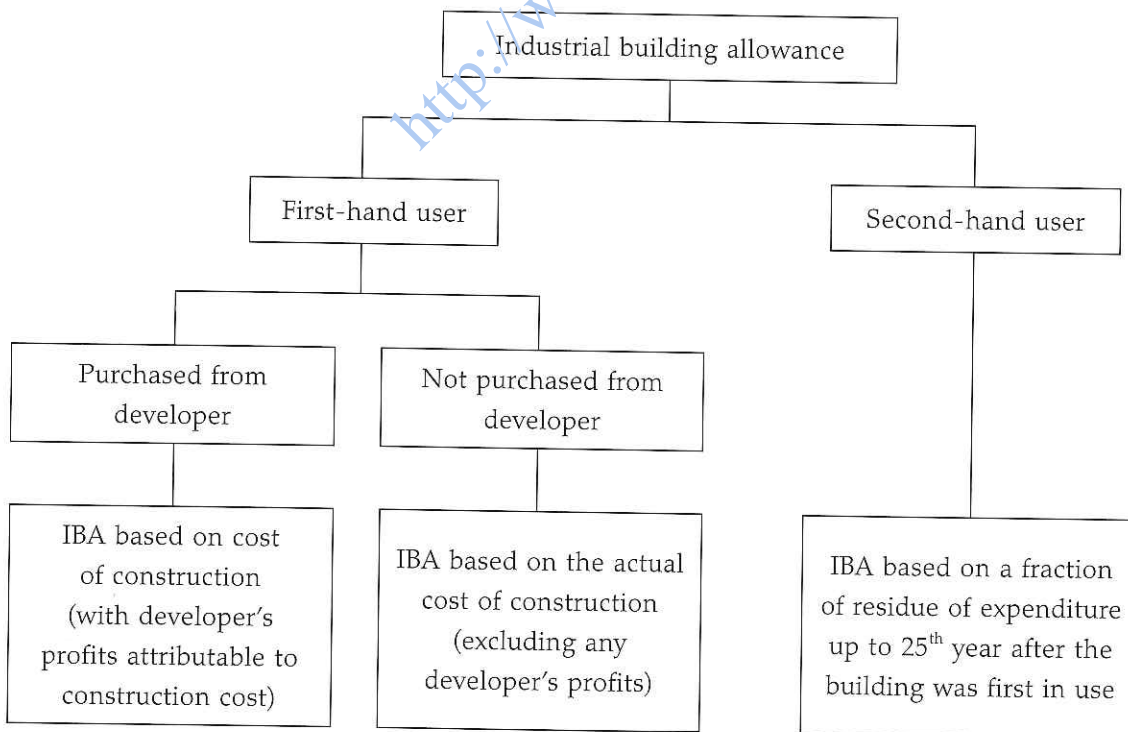 Industrial building allowance
http://w
First-hand user
Second-hand user
Purchased from
developer
Not purchased from
developer
IBA based on cost
of construction
(with developer's
profits attributable to
construction cost)
IBA based on the actual
cost of construction
(excluding any
developer's profits)
IBA based on a fraction
of residue of expenditure
up to 25th year after the
building was first in use